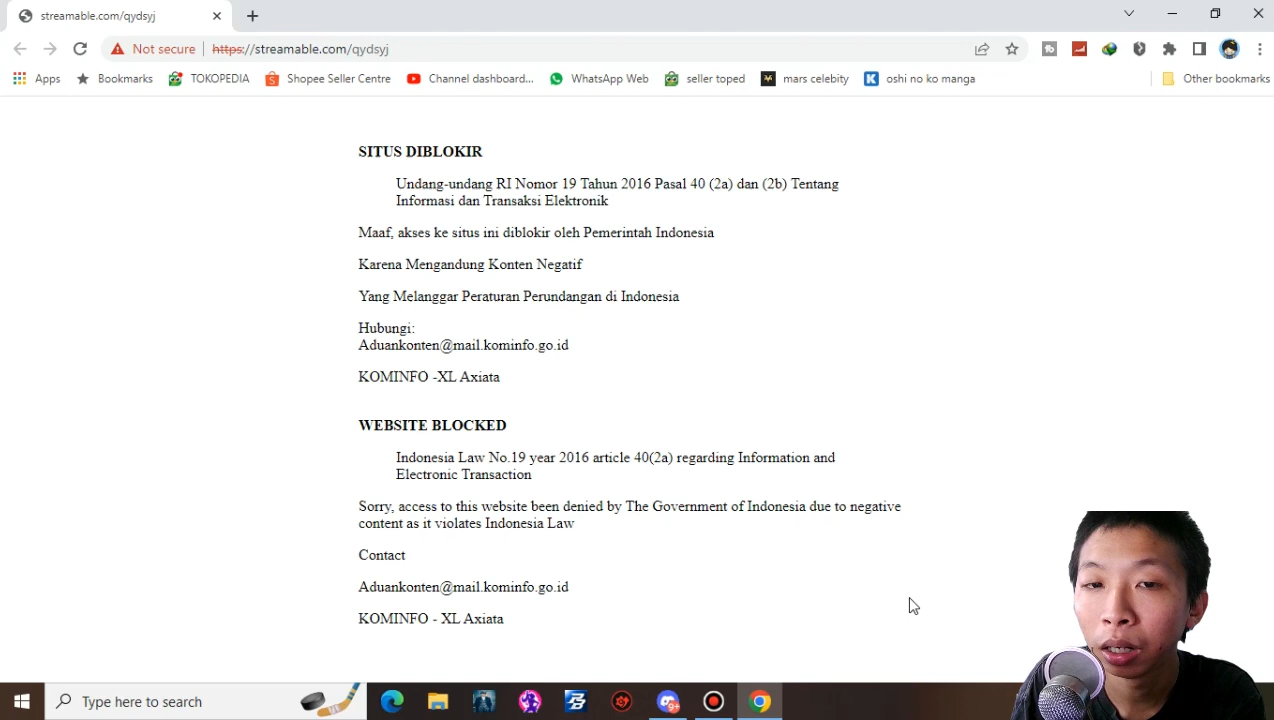 streamable.com/qydsyj
Not secure https://streamable.com/qydsyj
Apps Bookmarks TOKOPEDIA Shopee Seller Centre Channel dashboard... WhatsApp Web seller toped mars celebity oshi no ko manga Other bookmarks
SITUS DIBLOKIR
Undang-undang RI Nomor 19 Tahun 2016 Pasal 40 (2a) dan (2b) Tentang
Informasi dan Transaksi Elektronik
Maaf, akses ke situs ini diblokir oleh Pemerintah Indonesia
Karena Mengandung Konten Negatif
Yang Melanggar Peraturan Perundangan di Indonesia
Hubungi:
Aduankonten@mail.kominfo.go.id
KOMINFO -XL Axiata
WEBSITE BLOCKED
Indonesia Law No.19 year 2016 article 40(2a) regarding Information and
Electronic Transaction
Sorry, access to this website been denied by The Government of Indonesia due to negative
content as it violates Indonesia Law
Contact
Aduankonten@mail.kominfo.go.id
KOMINFO - XL Axiata
Type here to search
9+